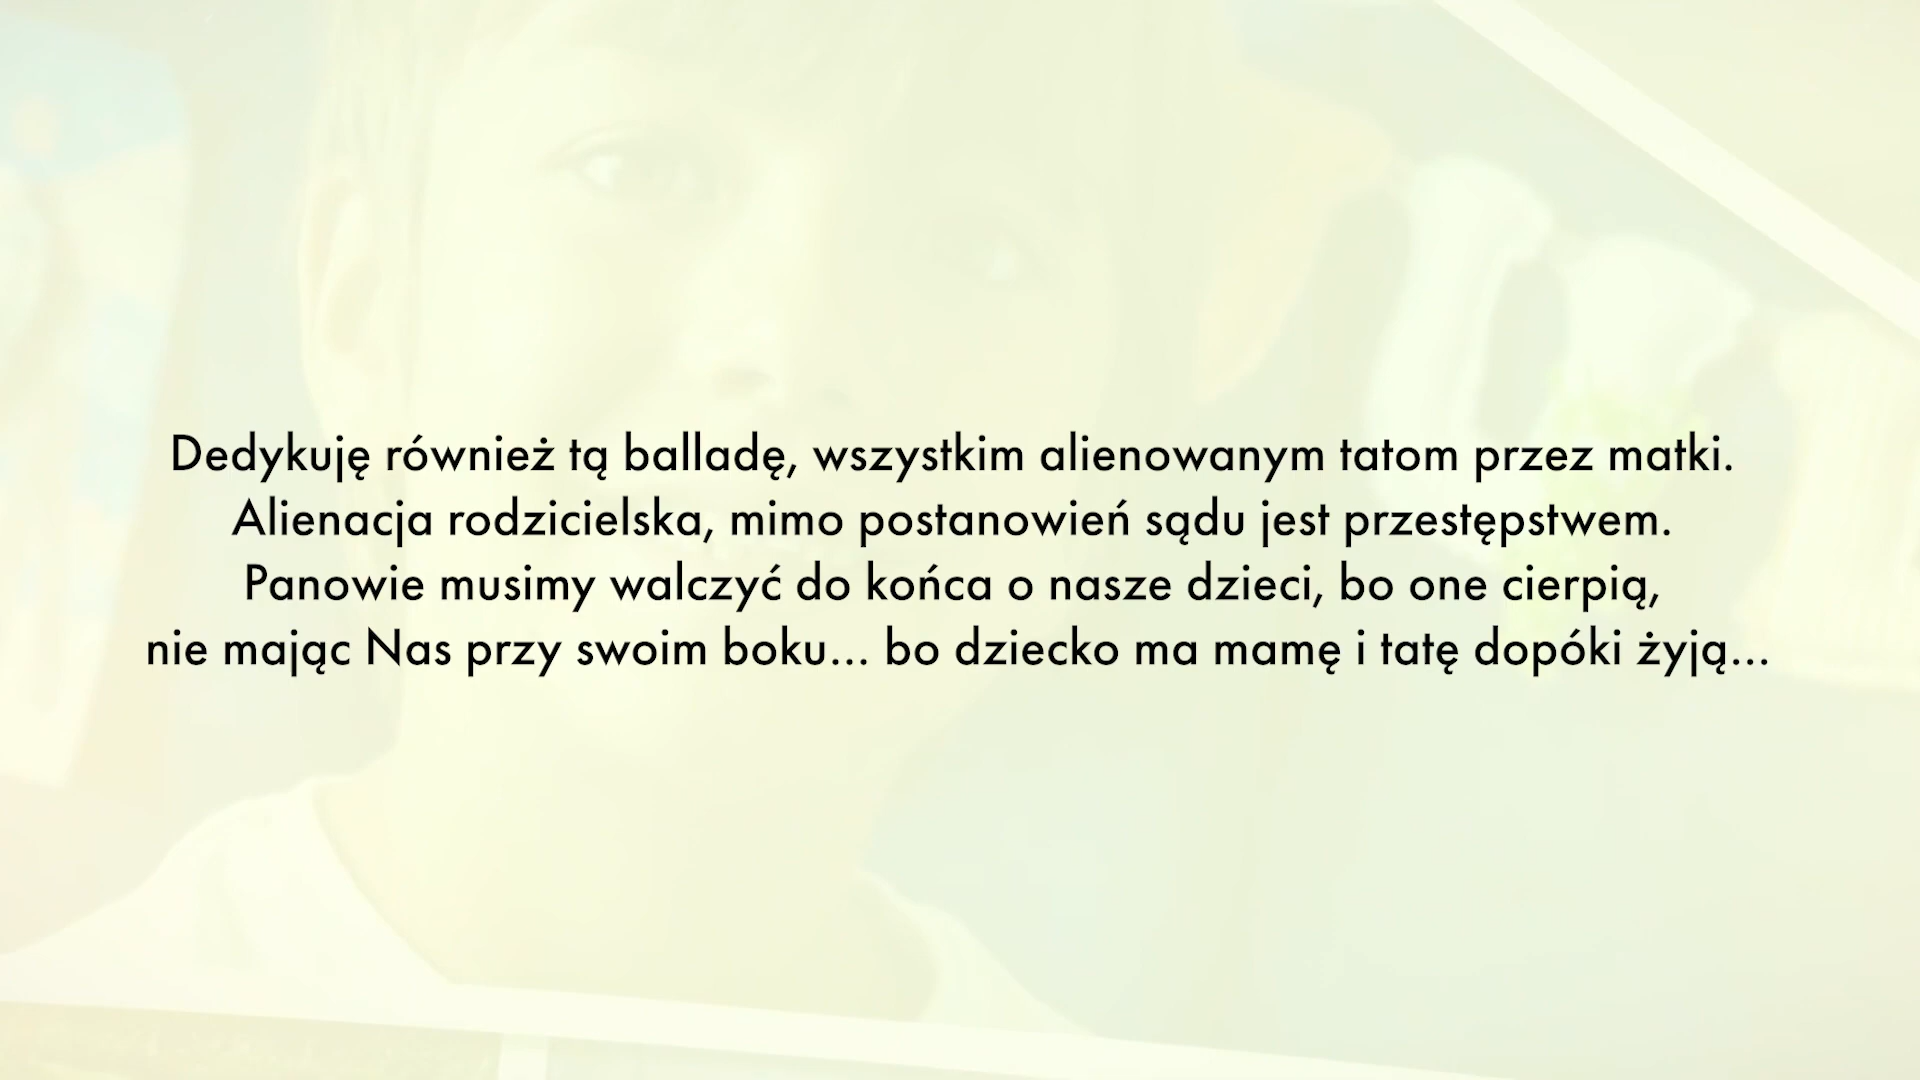 Dedykuję również tą balladę, wszystkim alienowanym tatom przez matki.
Alienacja rodzicielska, mimo postanowień sądu jest przestępstwem.
Panowie musimy walczyć do końca o nasze dzieci, bo one cierpią,
nie mając Nas przy swoim boku... bo dziecko ma mamę i tatę dopóki żyją...